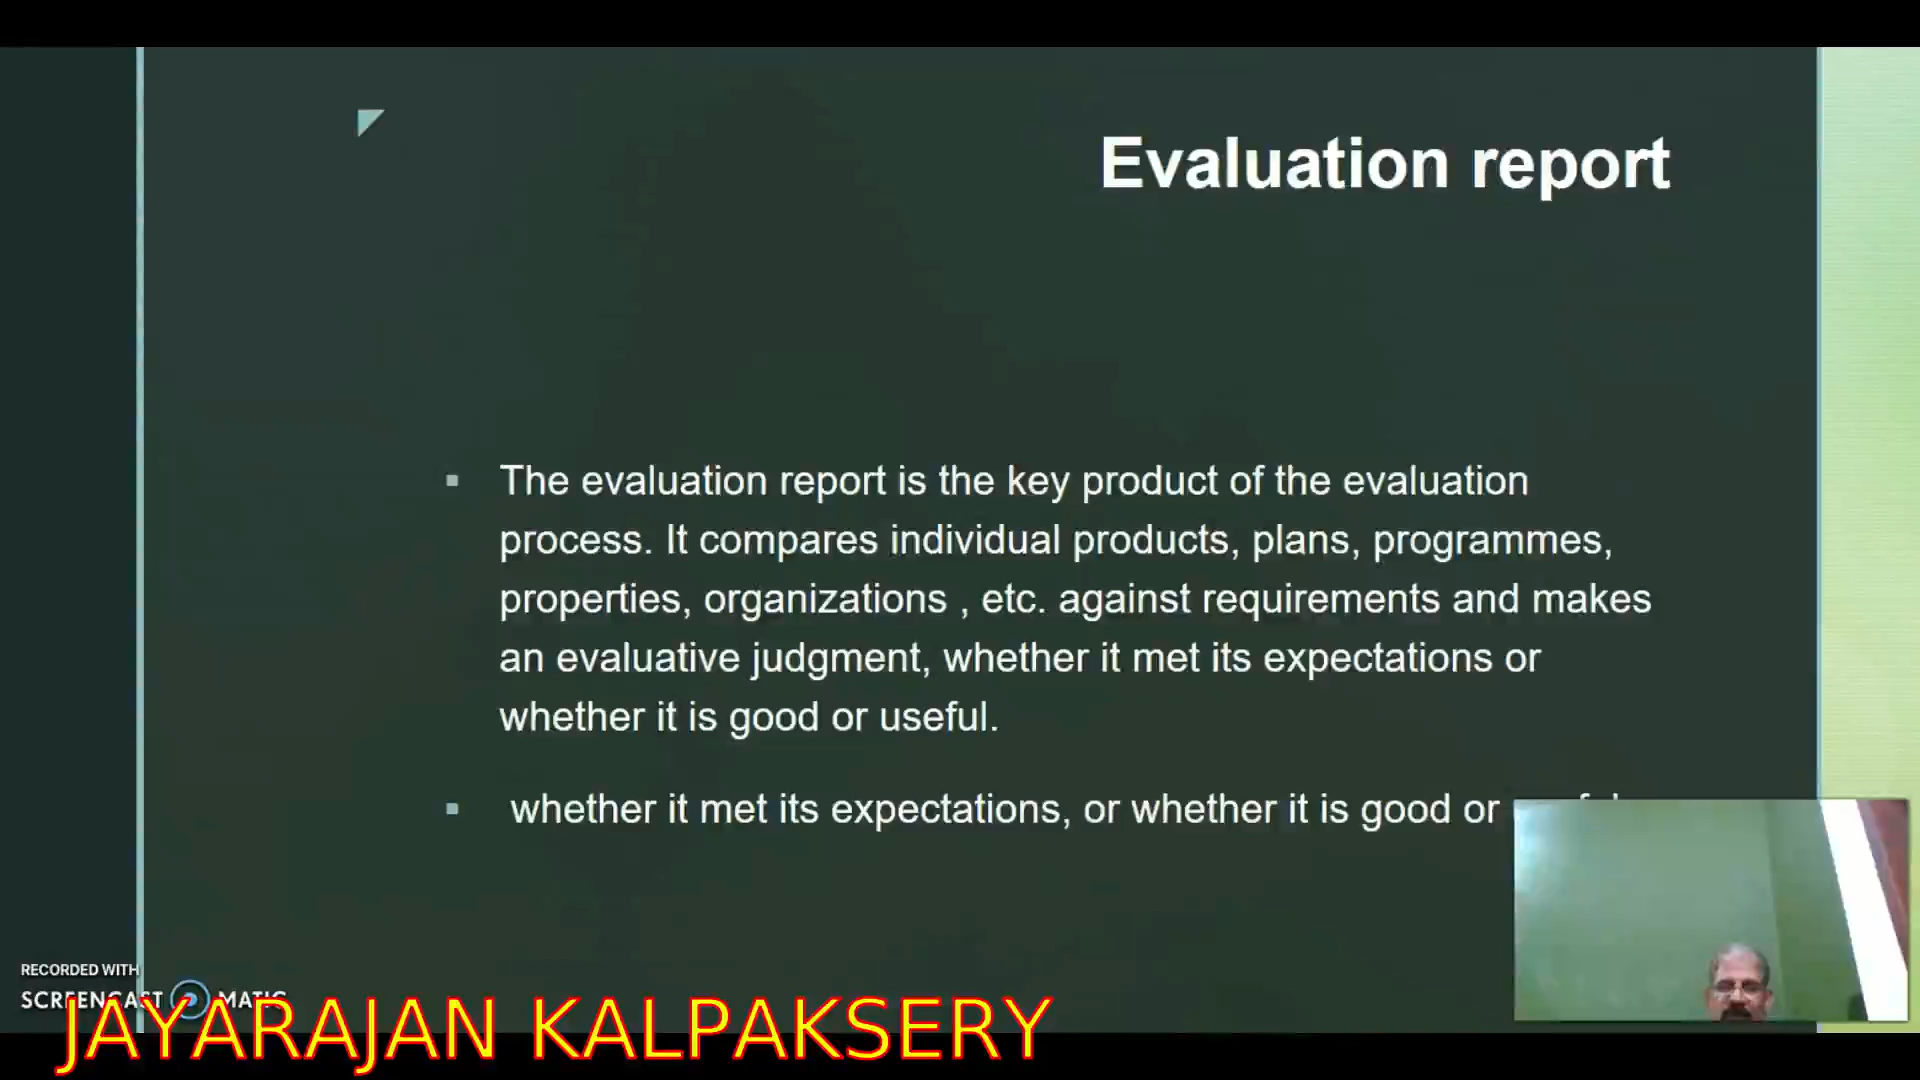 Evaluation report
The evaluation report is the key product of the evaluation
process. It compares individual products, plans, programmes,
properties, organizations , etc. against requirements and makes
an evaluative judgment, whether it met its expectations or
whether it is good or useful.
whether it met its expectations, or whether it is good or
RECORDED WITH
SCREENCAST MATIC
JAYARAJAN KALPAKSERY